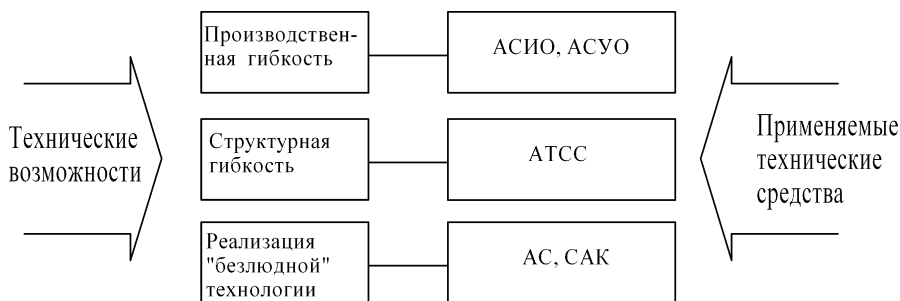 Производствен-
ная гибкость
АСИО, АСУО
Технические
возможности
Структурная
гибкость
АТСС
Применяемые
технические
средства
Реализация
"безлюдной"
технологии
АС, САК